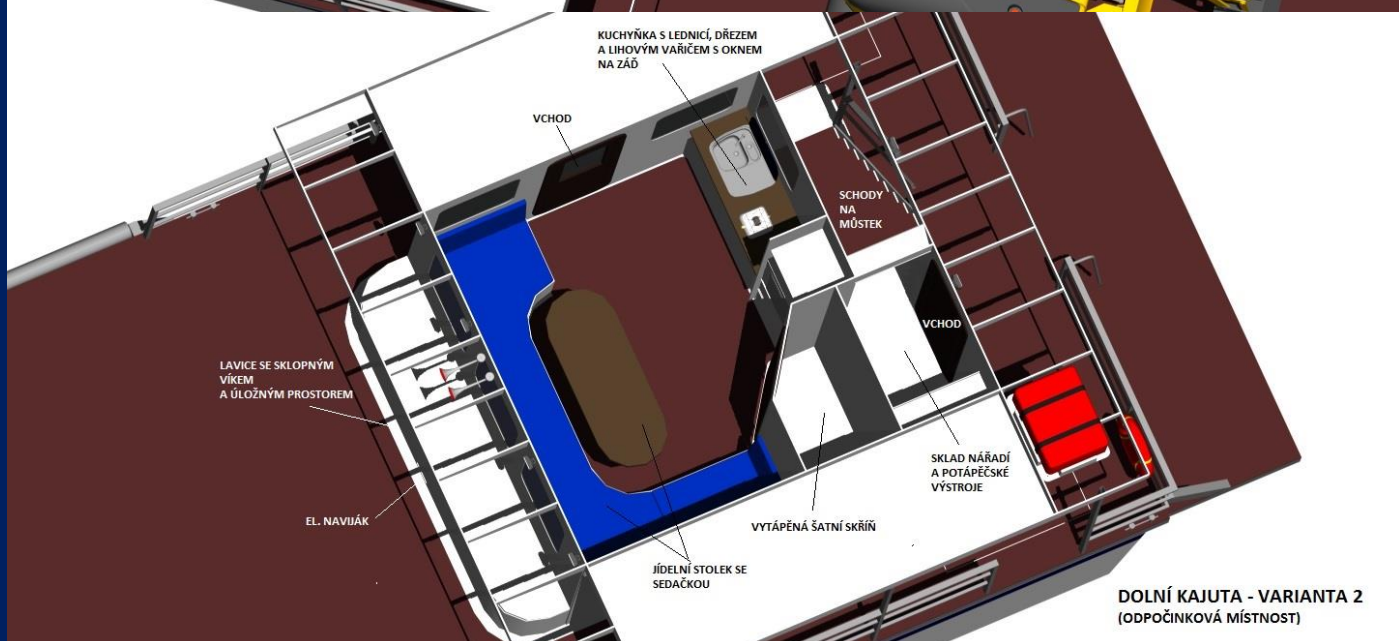 KUCHYŇKA S LEDNICÍ, DŘEZEM
A LIHOVÝM VAŘIČEM S OKNEM
NA ZÁĎ
VCHOD
SCHODY
NA
MŮSTEK
VCHOD
LAVICE SE SKLOPNÝM
VÍKEM
A ÚLOŽNÝM PROSTOREM
SKLAD NÁŘADÍ
A POTÁPĚČSKÉ
VÝSTROJE
EL. NAVIJÁK
VYTÁPĚNÁ ŠATNÍ SKŘÍŇ
JÍDELNÍ STOLEK SE
SEDAČKOU
DOLNÍ KAJUTA - VARIANTA 2
(ODPOČINKOVÁ MÍSTNOST)